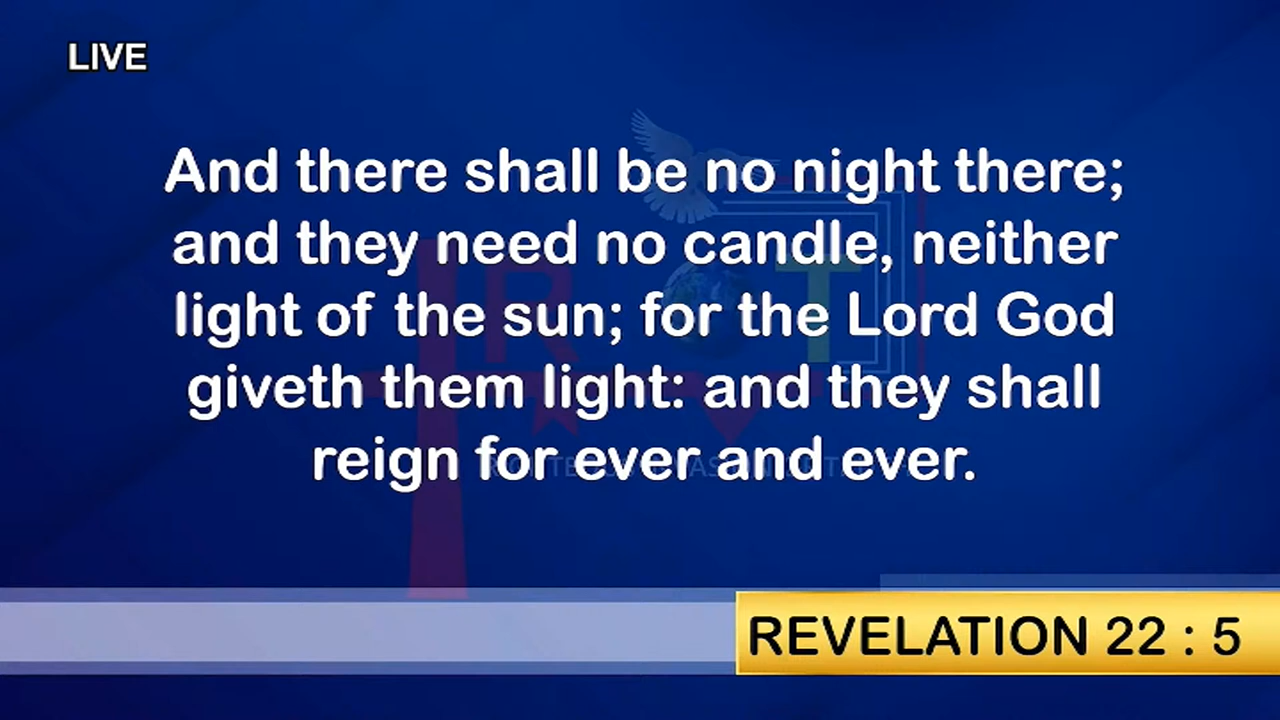 LIVE
And there shall be no night there;
and they need no candle, neither
light of the sun; for the Lord God
giveth them light: and they shall
reign for ever and ever.
REVELATION 22 : 5